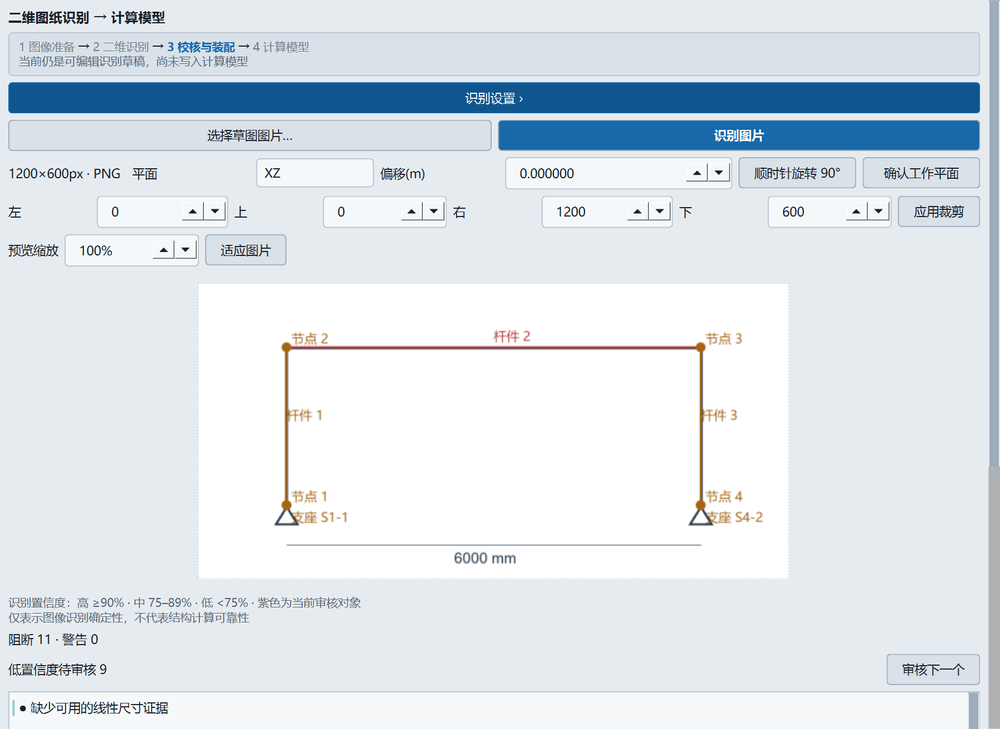 二维图纸识别 → 计算模型
1 图像准备 → 2 二维识别 → 3 校核与装配 → 4 计算模型
当前仍是可编辑识别草稿，尚未写入计算模型
识别设置 ›
选择草图图片...
识别图片
1200×600px · PNG 平面 XZ 偏移(m) 0.000000 顺时针旋转 90° 确认工作平面
左 0 上 0 右 1200 下 600 应用裁剪
预览缩放 100% 适应图片
节点 2 杆件 2 节点 3
杆件 1 杆件 3
节点 1 节点 4
支座 S1-1 支座 S4-2
6000 mm
识别置信度：高 ≥90% · 中 75–89% · 低 <75% · 紫色为当前审核对象
仅表示图像识别确定性，不代表结构计算可靠性
阻断 11 · 警告 0
低置信度待审核 9 审核下一个
● 缺少可用的线性尺寸证据